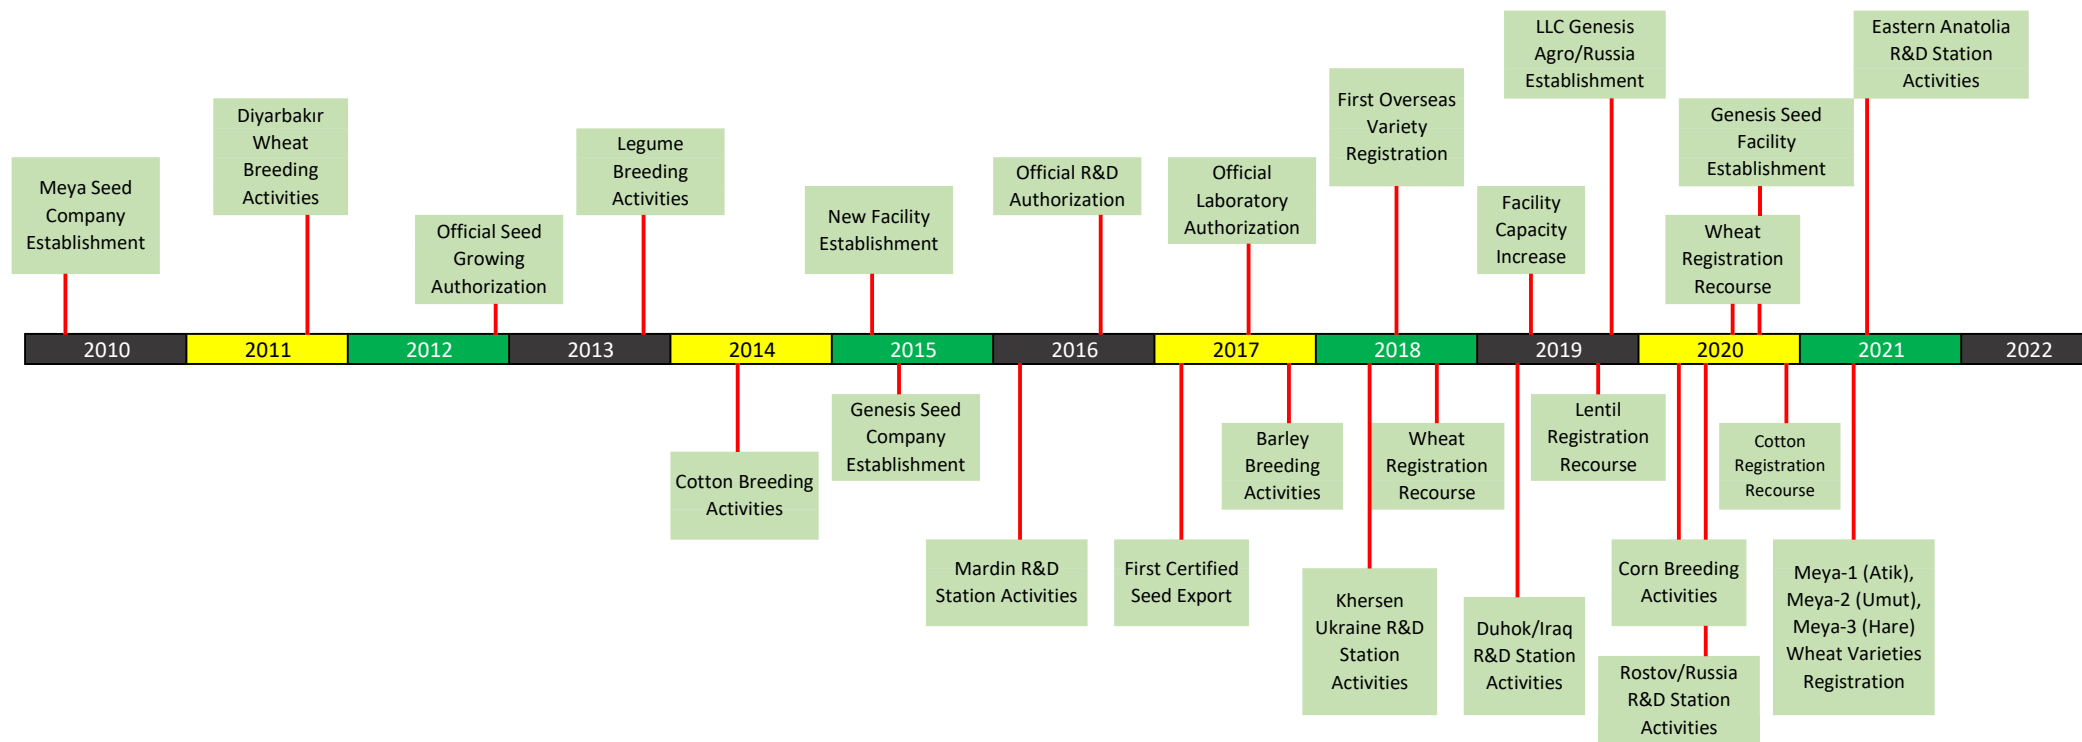 Meya Seed
Company
Establishment
Diyarbakır
Wheat
Breeding
Activities
Official Seed
Growing
Authorization
Legume
Breeding
Activities
New Facility
Establishment
Official R&D
Authorization
Official
Laboratory
Authorization
First Overseas
Variety
Registration
Facility
Capacity
Increase
LLC Genesis
Agro/Russia
Establishment
Wheat
Registration
Recourse
Genesis Seed
Facility
Establishment
Eastern Anatolia
R&D Station
Activities
2010 2011 2012 2013 2014 2015 2016 2017 2018 2019 2020 2021 2022
Cotton Breeding
Activities
Genesis Seed
Company
Establishment
Mardin R&D
Station Activities
First Certified
Seed Export
Barley
Breeding
Activities
Khersen
Ukraine R&D
Station
Activities
Wheat
Registration
Recourse
Duhok/Iraq
R&D Station
Activities
Lentil
Registration
Recourse
Corn Breeding
Activities
Rostov/Russia
R&D Station
Activities
Cotton
Registration
Recourse
Meya-1 (Atik),
Meya-2 (Umut),
Meya-3 (Hare)
Wheat Varieties
Registration